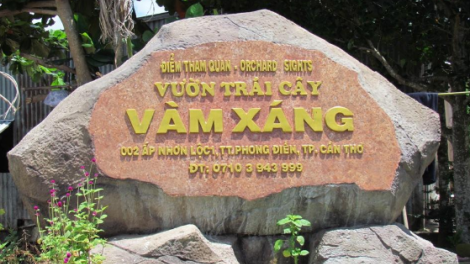 ĐIỂM THAM QUAN - ORCHARD SIGHTS
VƯỜN TRÁI CÂY
VÀM XÁNG
002 ẤP NHƠN LỘC1, TT.PHONG ĐIỀN, TP. CẦN THƠ
ĐT: 0710 3 943 999